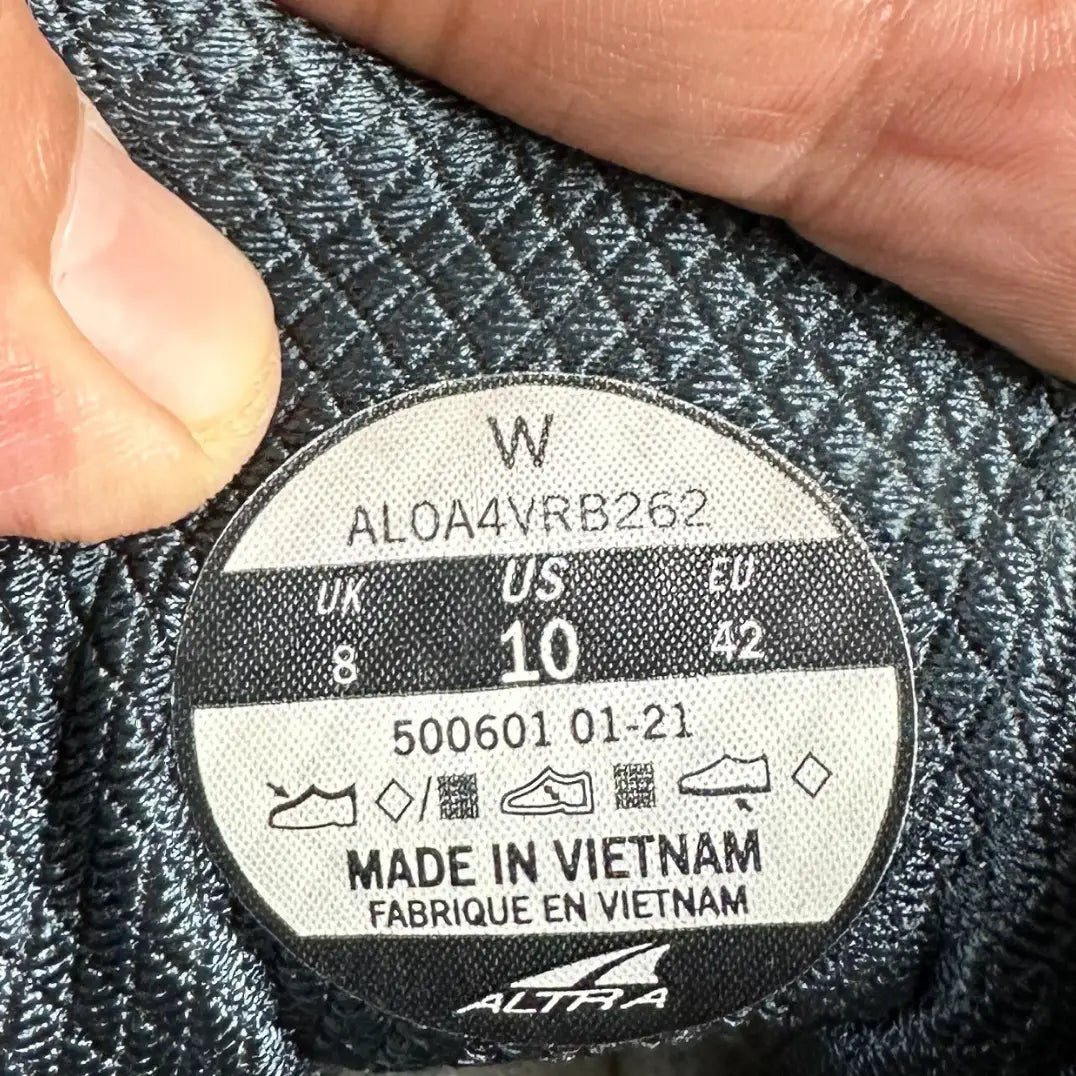 W
AL0A4VRB262
UK US EU
8 10 42
500601 01-21
MADE IN VIETNAM
FABRIQUE EN VIETNAM
ALTRA